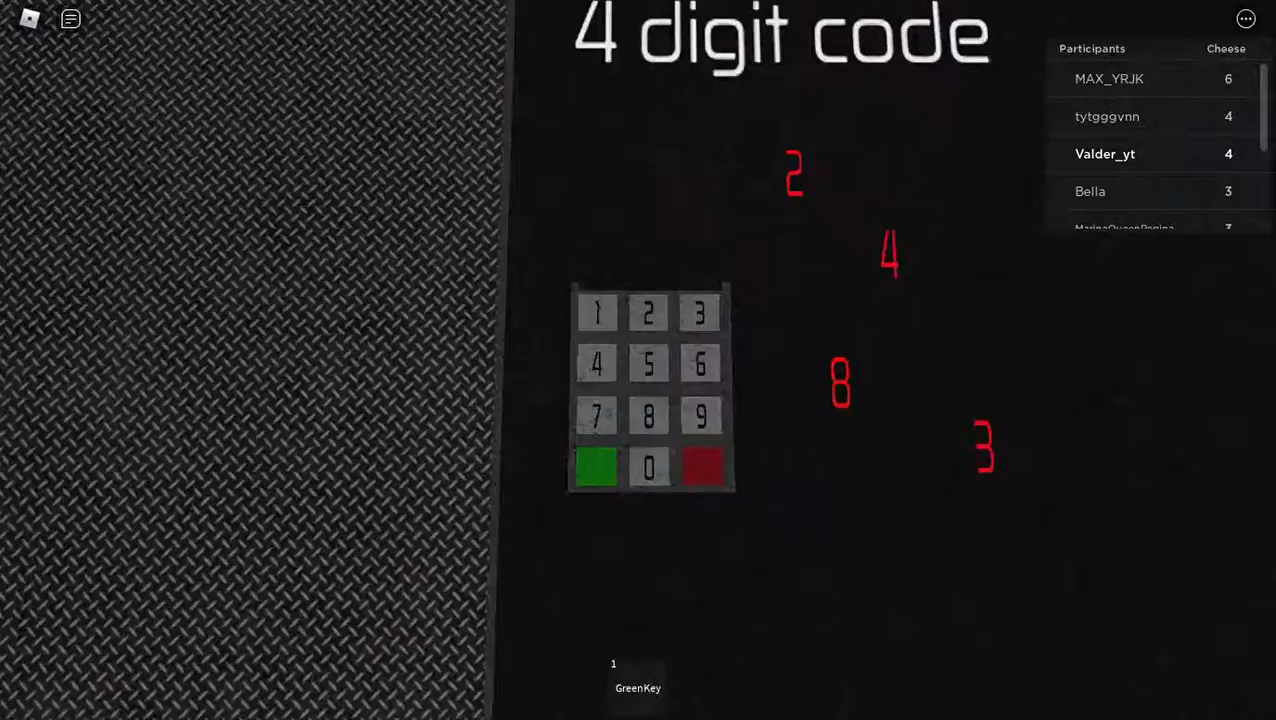 4 digit code
Participants Cheese
MAX_YRJK 6
tytgggvnn 4
Valder_yt 4
Bella 3
2
4
8
3
1 2 3
4 5 6
7 8 9
0
1
GreenKey